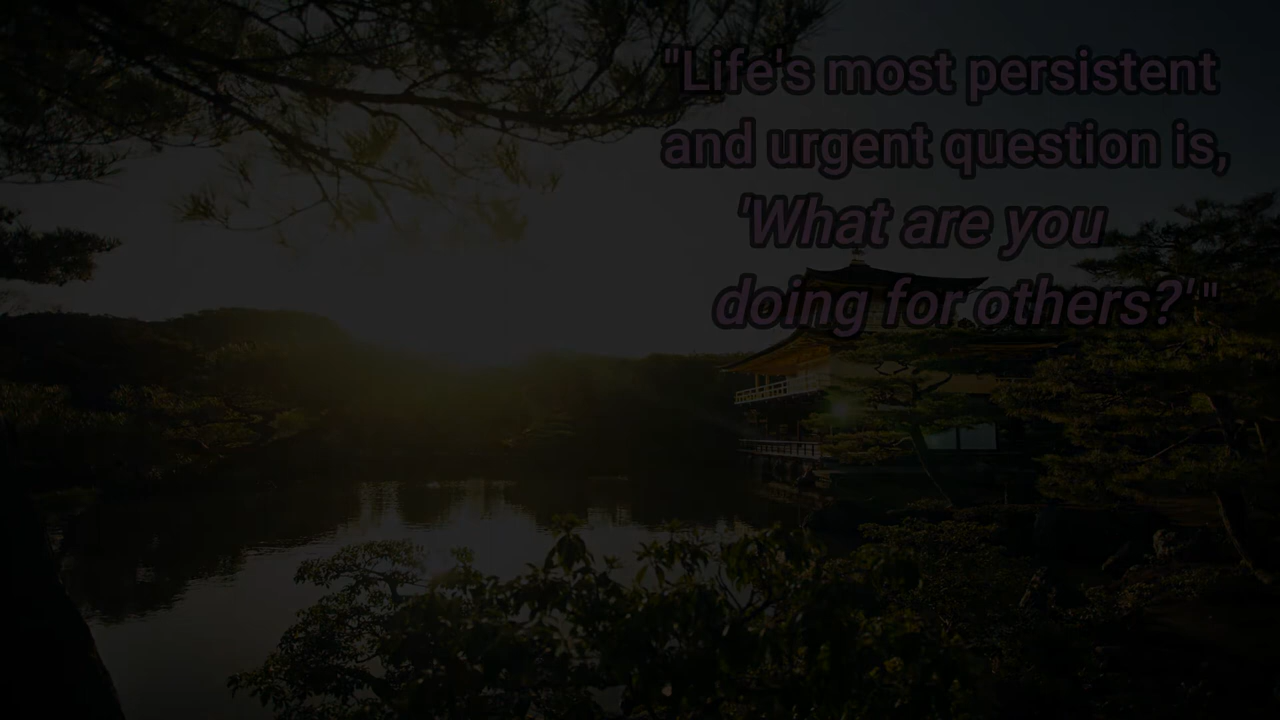 "Life's most persistent
and urgent question is,
'What are you
doing for others?'"